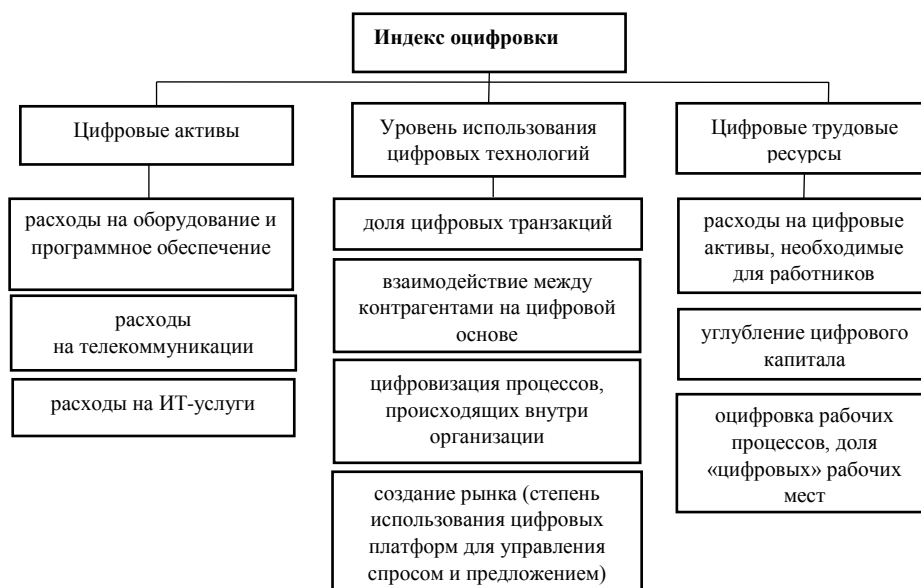 Индекс оцифровки
Цифровые активы
расходы на оборудование и
программное обеспечение
расходы
на телекоммуникации
расходы на ИТ-услуги
Уровень использования
цифровых технологий
доля цифровых транзакций
взаимодействие между
контрагентами на цифровой
основе
цифровизация процессов,
происходящих внутри
организации
создание рынка (степень
использования цифровых
платформ для управления
спросом и предложением)
Цифровые трудовые
ресурсы
расходы на цифровые
активы, необходимые
для работников
углубление цифрового
капитала
оцифровка рабочих
процессов, доля
«цифровых» рабочих
мест